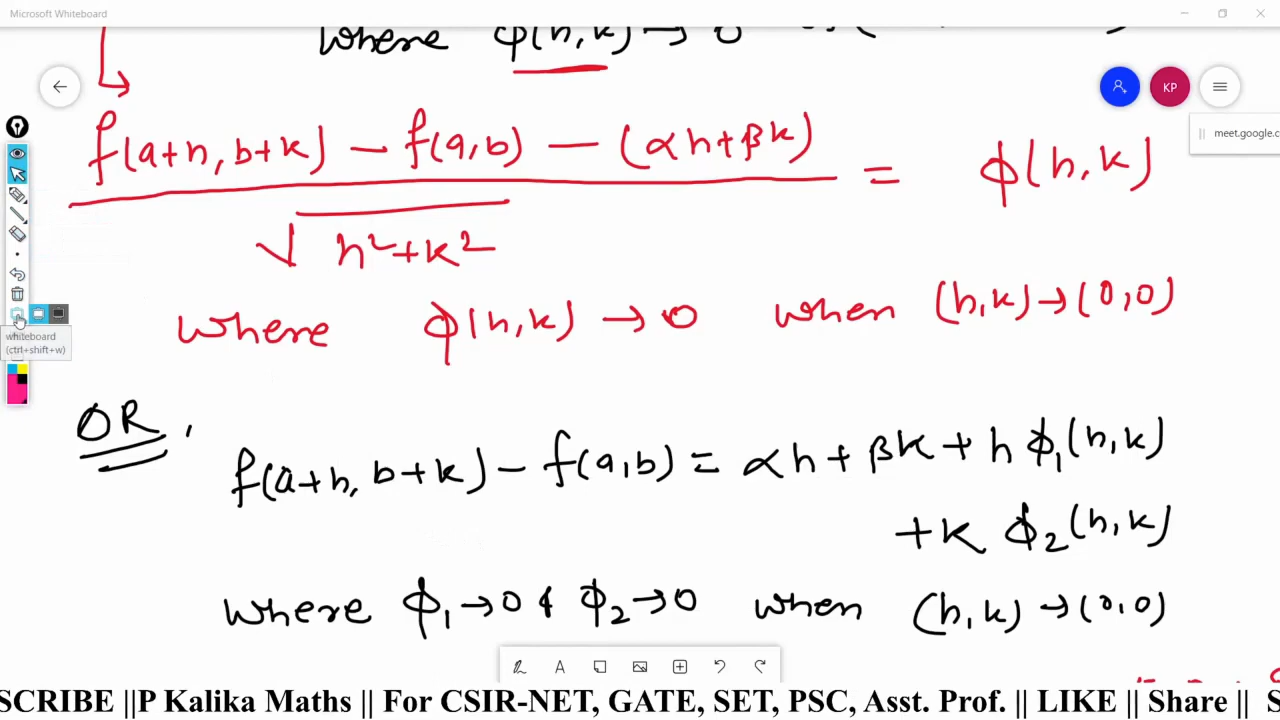 Microsoft Whiteboard
where ϕ(h,k) → 0
KP
meet.google.c
f(a+h, b+k) − f(a,b) − (αh+βk)
= ϕ(h,k)
√h²+k²
where ϕ(h,k) → 0 when (h,k)→(0,0)
whiteboard
(ctrl+shift+w)
OR,
f(a+h, b+k) − f(a,b) = αh + βk + h ϕ₁(h,k)
+k ϕ₂(h,k)
where ϕ₁→0 & ϕ₂→0 when (h,k)→(0,0)
A
SCRIBE ||P Kalika Maths || For CSIR-NET, GATE, SET, PSC, Asst. Prof. || LIKE || Share || S